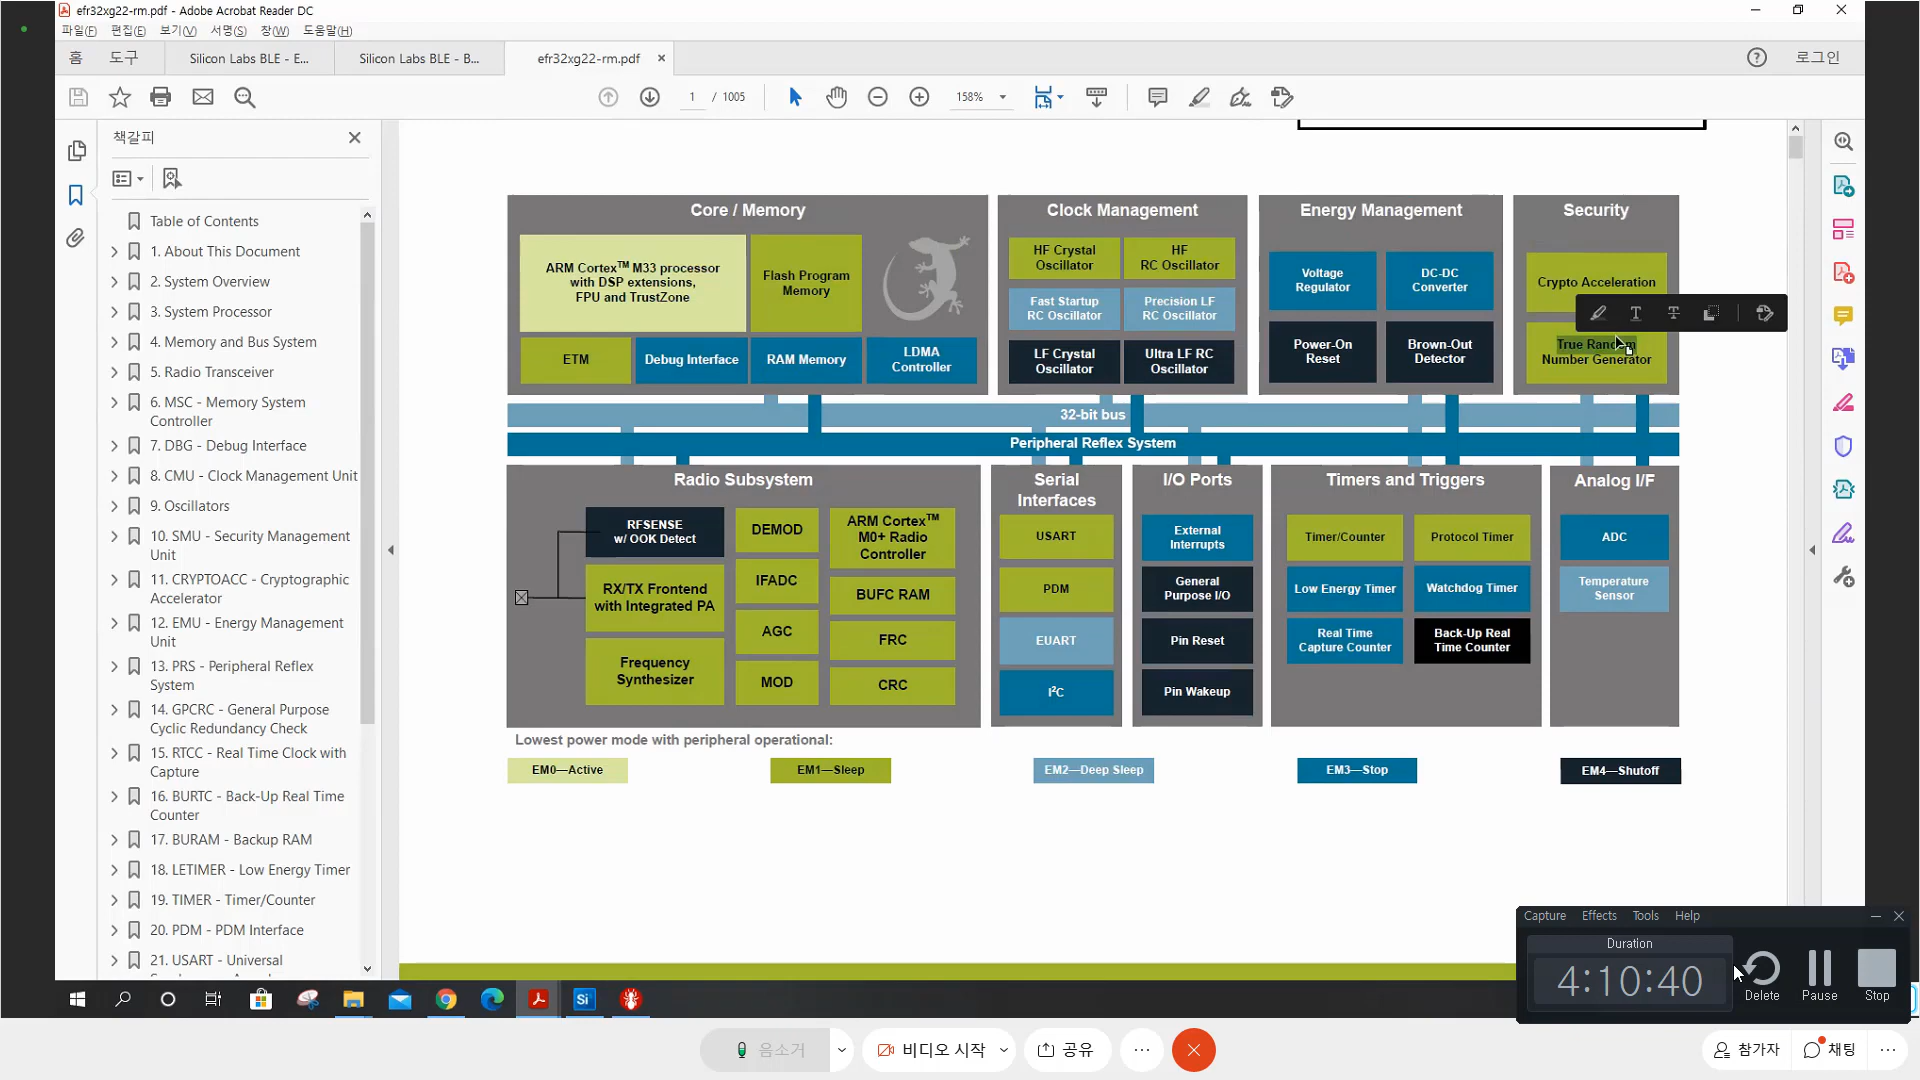 efr32xg22-rm.pdf - Adobe Acrobat Reader DC
파일(F) 편집(E) 보기(V) 서명(S) 창(W) 도움말(H)
홈 도구 Silicon Labs BLE - E... Silicon Labs BLE - B... efr32xg22-rm.pdf 로그인
1 / 1005 158%
책갈피
Table of Contents
1. About This Document
2. System Overview
3. System Processor
4. Memory and Bus System
5. Radio Transceiver
6. MSC - Memory System
Controller
7. DBG - Debug Interface
8. CMU - Clock Management Unit
9. Oscillators
10. SMU - Security Management
Unit
11. CRYPTOACC - Cryptographic
Accelerator
12. EMU - Energy Management
Unit
13. PRS - Peripheral Reflex
System
14. GPCRC - General Purpose
Cyclic Redundancy Check
15. RTCC - Real Time Clock with
Capture
16. BURTC - Back-Up Real Time
Counter
17. BURAM - Backup RAM
18. LETIMER - Low Energy Timer
19. TIMER - Timer/Counter
20. PDM - PDM Interface
21. USART - Universal
Core / Memory
ARM Cortex™ M33 processor
with DSP extensions,
FPU and TrustZone
Flash Program
Memory
ETM
Debug Interface
RAM Memory
LDMA
Controller
Clock Management
HF Crystal
Oscillator
HF
RC Oscillator
Fast Startup
RC Oscillator
Precision LF
RC Oscillator
LF Crystal
Oscillator
Ultra LF RC
Oscillator
Energy Management
Voltage
Regulator
DC-DC
Converter
Power-On
Reset
Brown-Out
Detector
Security
Crypto Acceleration
True Random
Number Generator
32-bit bus
Peripheral Reflex System
Radio Subsystem
RFSENSE
w/ OOK Detect
RX/TX Frontend
with Integrated PA
Frequency
Synthesizer
DEMOD
IFADC
AGC
MOD
ARM Cortex™
M0+ Radio
Controller
BUFC RAM
FRC
CRC
Serial
Interfaces
USART
PDM
EUART
I²C
I/O Ports
External
Interrupts
General
Purpose I/O
Pin Reset
Pin Wakeup
Timers and Triggers
Timer/Counter
Protocol Timer
Low Energy Timer
Watchdog Timer
Real Time
Capture Counter
Back-Up Real
Time Counter
Analog I/F
ADC
Temperature
Sensor
Lowest power mode with peripheral operational:
EM0—Active EM1—Sleep EM2—Deep Sleep EM3—Stop EM4—Shutoff
Capture Effects Tools Help
Duration
4:10:40
Delete Pause Stop
Si
음소거 비디오 시작 공유 참가자 채팅